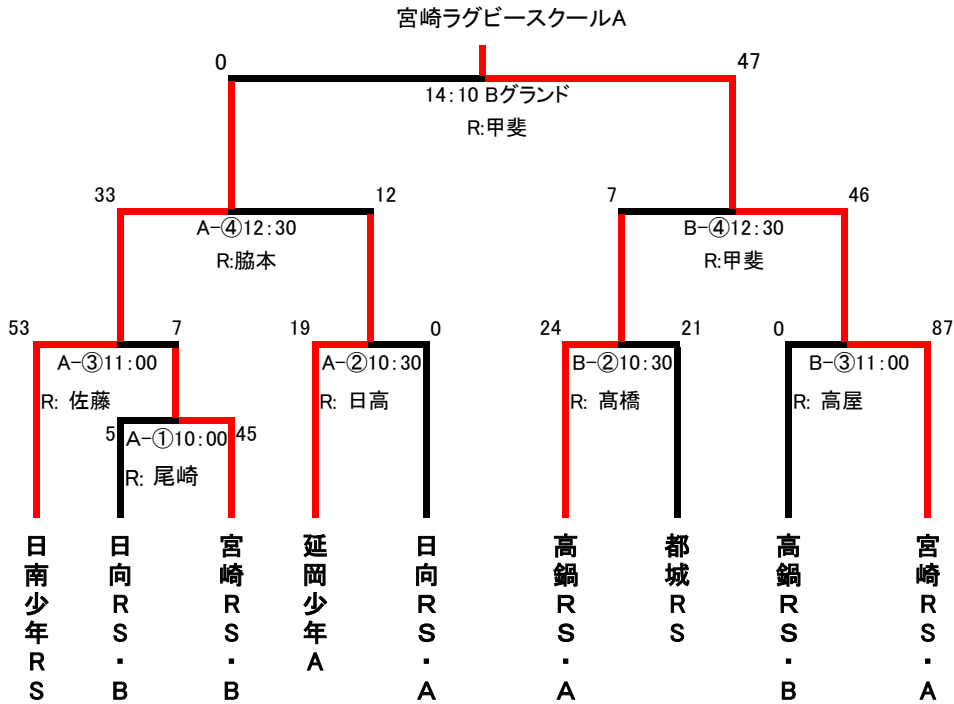 宮崎ラグビースクールA
0
47
14:10 Bグランド
R:甲斐
33
12
7
46
A-④12:30
B-④12:30
R:脇本
R:甲斐
53
7
19
0
24
21
0
87
A-③11:00
A-②10:30
B-②10:30
B-③11:00
R: 佐藤
R: 日高
R: 髙橋
R: 高屋
5
A-①10:00
45
R: 尾崎
日南少年RS
日向RS・B
宮崎RS・B
延岡少年A
日向RS・A
高鍋RS・A
都城RS
高鍋RS・B
宮崎RS・A